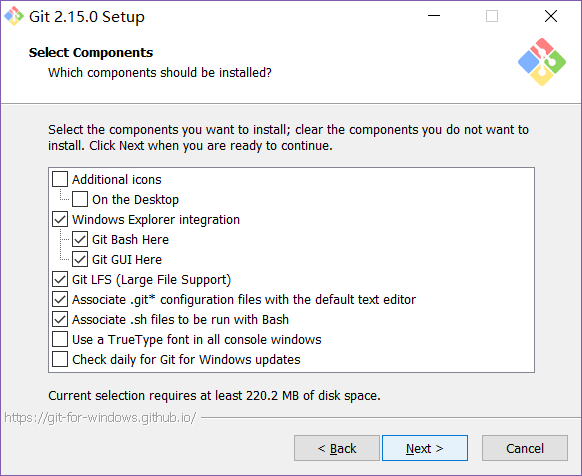 Git 2.15.0 Setup
Select Components
Which components should be installed?
Select the components you want to install; clear the components you do not want to
install. Click Next when you are ready to continue.
Additional icons
On the Desktop
Windows Explorer integration
Git Bash Here
Git GUI Here
Git LFS (Large File Support)
Associate .git* configuration files with the default text editor
Associate .sh files to be run with Bash
Use a TrueType font in all console windows
Check daily for Git for Windows updates
Current selection requires at least 220.2 MB of disk space.
https://git-for-windows.github.io/
< Back Next > Cancel